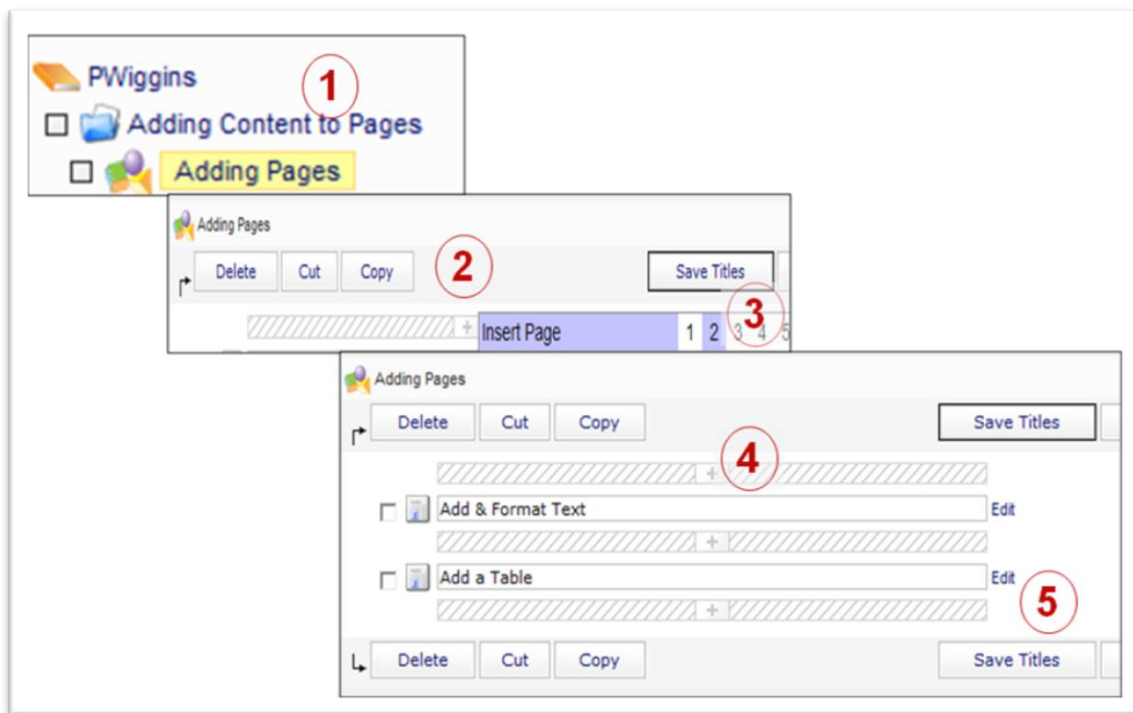 PWiggins
1
Adding Content to Pages
Adding Pages
Adding Pages
Delete Cut Copy 2 Save Titles
+ Insert Page 1 2 3 4 5
3
Adding Pages
Delete Cut Copy Save Titles
4
+
Add & Format Text Edit
+
Add a Table Edit
5
+
Delete Cut Copy Save Titles